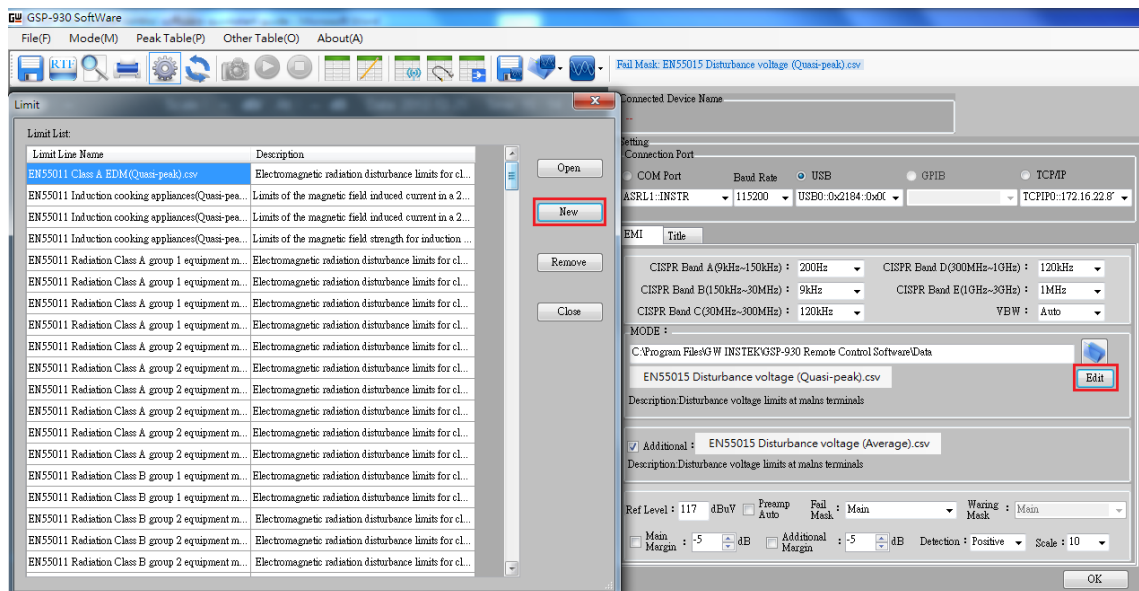 GSP-930 SoftWare
File(F) Mode(M) Peak Table(P) Other Table(O) About(A)
RTF
Fail Mask: EN55015 Disturbance voltage (Quasi-peak).csv
Limit
Limit List:
Limit Line Name Description
EN55011 Class A EDM(Quasi-peak).csv Electromagnetic radiation disturbance limits for cl...
EN55011 Induction cooking appliances(Quasi-pea... Limits of the magnetic field induced current in a 2...
EN55011 Induction cooking appliances(Quasi-pea... Limits of the magnetic field induced current in a 2...
EN55011 Induction cooking appliances(Quasi-pea... Limits of the magnetic field strength for induction ...
EN55011 Radiation Class A group 1 equipment m... Electromagnetic radiation disturbance limits for cl...
EN55011 Radiation Class A group 1 equipment m... Electromagnetic radiation disturbance limits for cl...
EN55011 Radiation Class A group 1 equipment m... Electromagnetic radiation disturbance limits for cl...
EN55011 Radiation Class A group 1 equipment m... Electromagnetic radiation disturbance limits for cl...
EN55011 Radiation Class A group 2 equipment m... Electromagnetic radiation disturbance limits for cl...
EN55011 Radiation Class A group 2 equipment m... Electromagnetic radiation disturbance limits for cl...
EN55011 Radiation Class A group 2 equipment m... Electromagnetic radiation disturbance limits for cl...
EN55011 Radiation Class A group 2 equipment m... Electromagnetic radiation disturbance limits for cl...
EN55011 Radiation Class A group 2 equipment m... Electromagnetic radiation disturbance limits for cl...
EN55011 Radiation Class A group 2 equipment m... Electromagnetic radiation disturbance limits for cl...
EN55011 Radiation Class B group 1 equipment m... Electromagnetic radiation disturbance limits for cl...
EN55011 Radiation Class B group 1 equipment m... Electromagnetic radiation disturbance limits for cl...
EN55011 Radiation Class B group 2 equipment m... Electromagnetic radiation disturbance limits for cl...
EN55011 Radiation Class B group 2 equipment m... Electromagnetic radiation disturbance limits for cl...
EN55011 Radiation Class B group 2 equipment m... Electromagnetic radiation disturbance limits for cl...
Open
New
Remove
Close
Connected Device Name
--
Setting
Connection Port
COM Port Baud Rate USB GPIB TCP/IP
ASRL1::INSTR 115200 USB0::0x2184::0x00 TCPIP0::172.16.22.8
EMI Title
CISPR Band A(9kHz~150kHz) : 200Hz CISPR Band D(300MHz~1GHz) : 120kHz
CISPR Band B(150kHz~30MHz) : 9kHz CISPR Band E(1GHz~3GHz) : 1MHz
CISPR Band C(30MHz~300MHz) : 120kHz VBW : Auto
MODE :
C:\Program Files\GW INSTEK\GSP-930 Remote Control Software\Data
EN55015 Disturbance voltage (Quasi-peak).csv Edit
Description:Disturbance voltage limits at malns terminals
Additional : EN55015 Disturbance voltage (Average).csv
Description:Disturbance voltage limits at malns terminals
Ref Level : 117 dBuV Preamp Auto Fail Mask : Main Waring Mask : Main
Main Margin : -5 dB Additional Margin : -5 dB Detection : Positive Scale : 10
OK